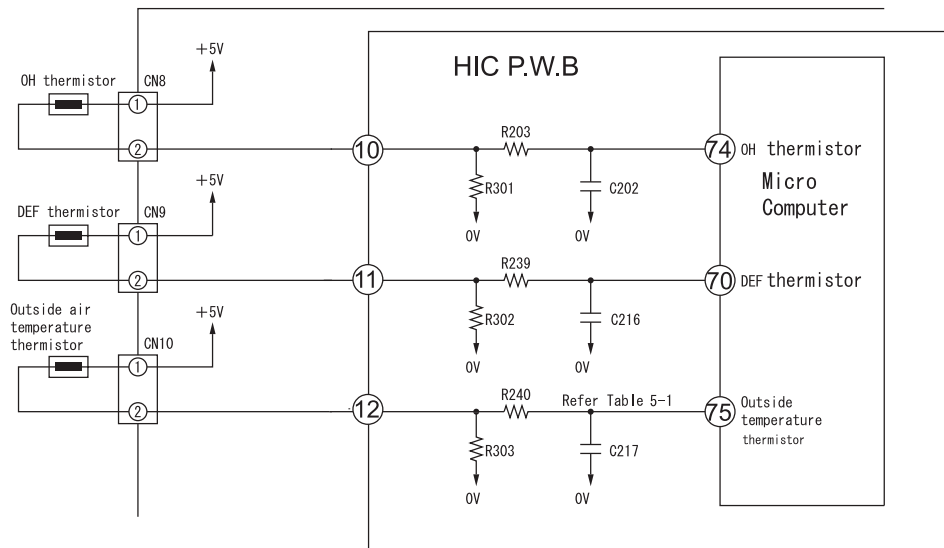 HIC P.W.B
+5V
OH thermistor
CN8
1
2
10
R203
R301
C202
0V
74
OH thermistor
Micro
Computer
+5V
DEF thermistor
CN9
1
2
11
R239
R302
C216
0V
70
DEF thermistor
Outside air
temperature
thermistor
+5V
CN10
1
2
12
R240
Refer Table 5-1
R303
C217
0V
0V
75
Outside
temperature
thermistor
0V
0V